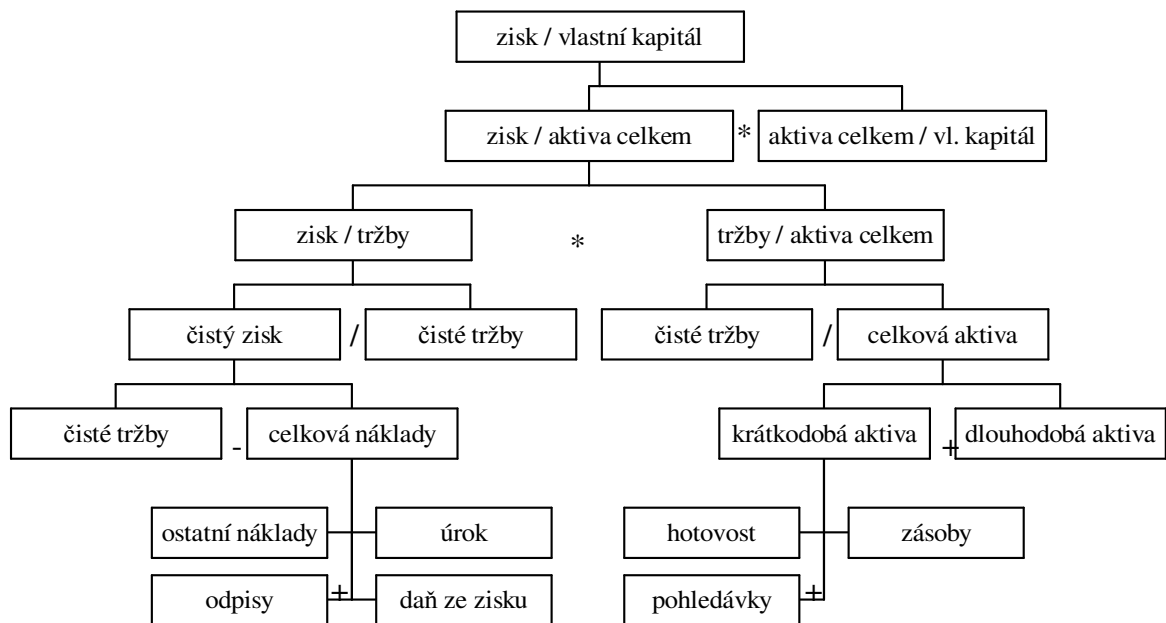 zisk / vlastní kapitál
zisk / aktiva celkem * aktiva celkem / vl. kapitál
zisk / tržby * tržby / aktiva celkem
čistý zisk / čisté tržby čisté tržby / celková aktiva
čisté tržby - celková náklady krátkodobá aktiva + dlouhodobá aktiva
ostatní náklady úrok hotovost zásoby
odpisy + daň ze zisku pohledávky +